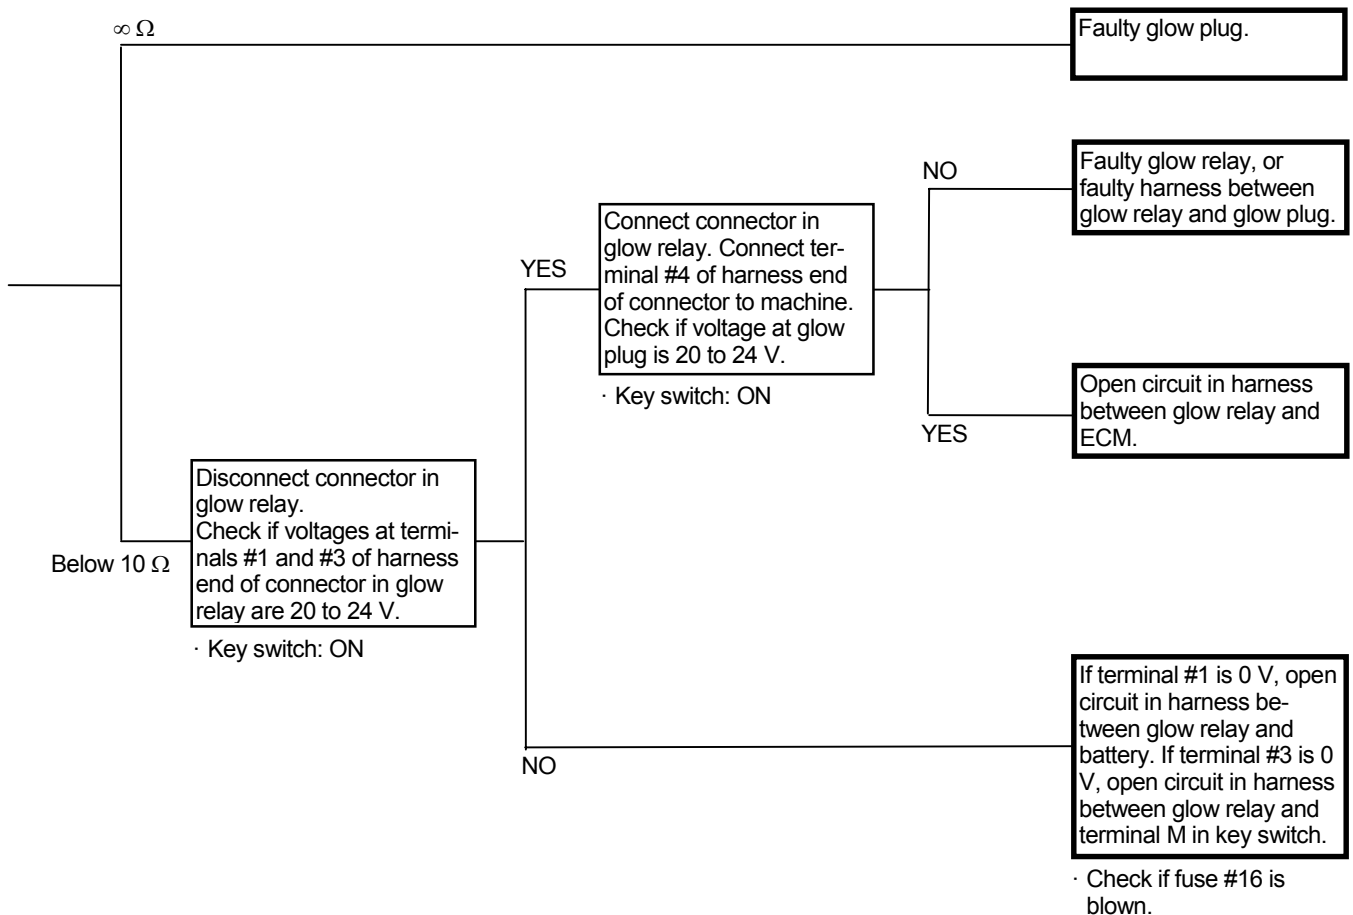 ∞ Ω
Faulty glow plug.
NO
Faulty glow relay, or
faulty harness between
glow relay and glow plug.
YES
Connect connector in
glow relay. Connect ter-
minal #4 of harness end
of connector to machine.
Check if voltage at glow
plug is 20 to 24 V.
· Key switch: ON
YES
Open circuit in harness
between glow relay and
ECM.
Below 10 Ω
Disconnect connector in
glow relay.
Check if voltages at termi-
nals #1 and #3 of harness
end of connector in glow
relay are 20 to 24 V.
· Key switch: ON
NO
If terminal #1 is 0 V, open
circuit in harness be-
tween glow relay and
battery. If terminal #3 is 0
V, open circuit in harness
between glow relay and
terminal M in key switch.
· Check if fuse #16 is
blown.